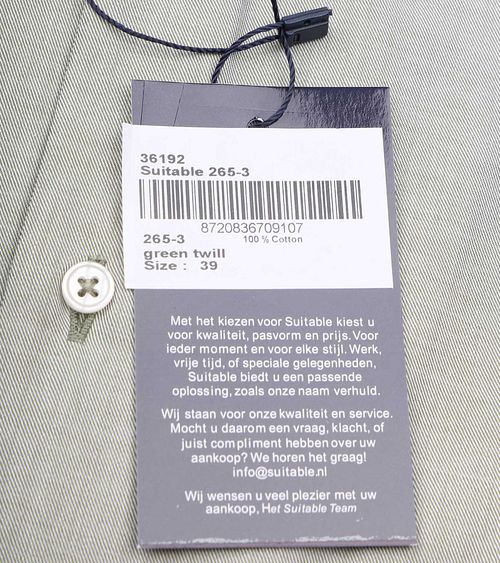 36192
Suitable 265-3
8720836709107
265-3
100 % Cotton
green twill
Size : 39
Met het kiezen voor Suitable kiest u
voor kwaliteit, pasvorm en prijs. Voor
ieder moment en voor elke stijl. Werk,
vrije tijd, of speciale gelegenheden,
Suitable biedt u een passende
oplossing, zoals onze naam verhuld.
Wij staan voor onze kwaliteit en service.
Mocht u daarom een vraag, klacht, of
juist compliment hebben over uw
aankoop? We horen het graag!
info@suitable.nl
Wij wensen u veel plezier met uw
aankoop, Het Suitable Team